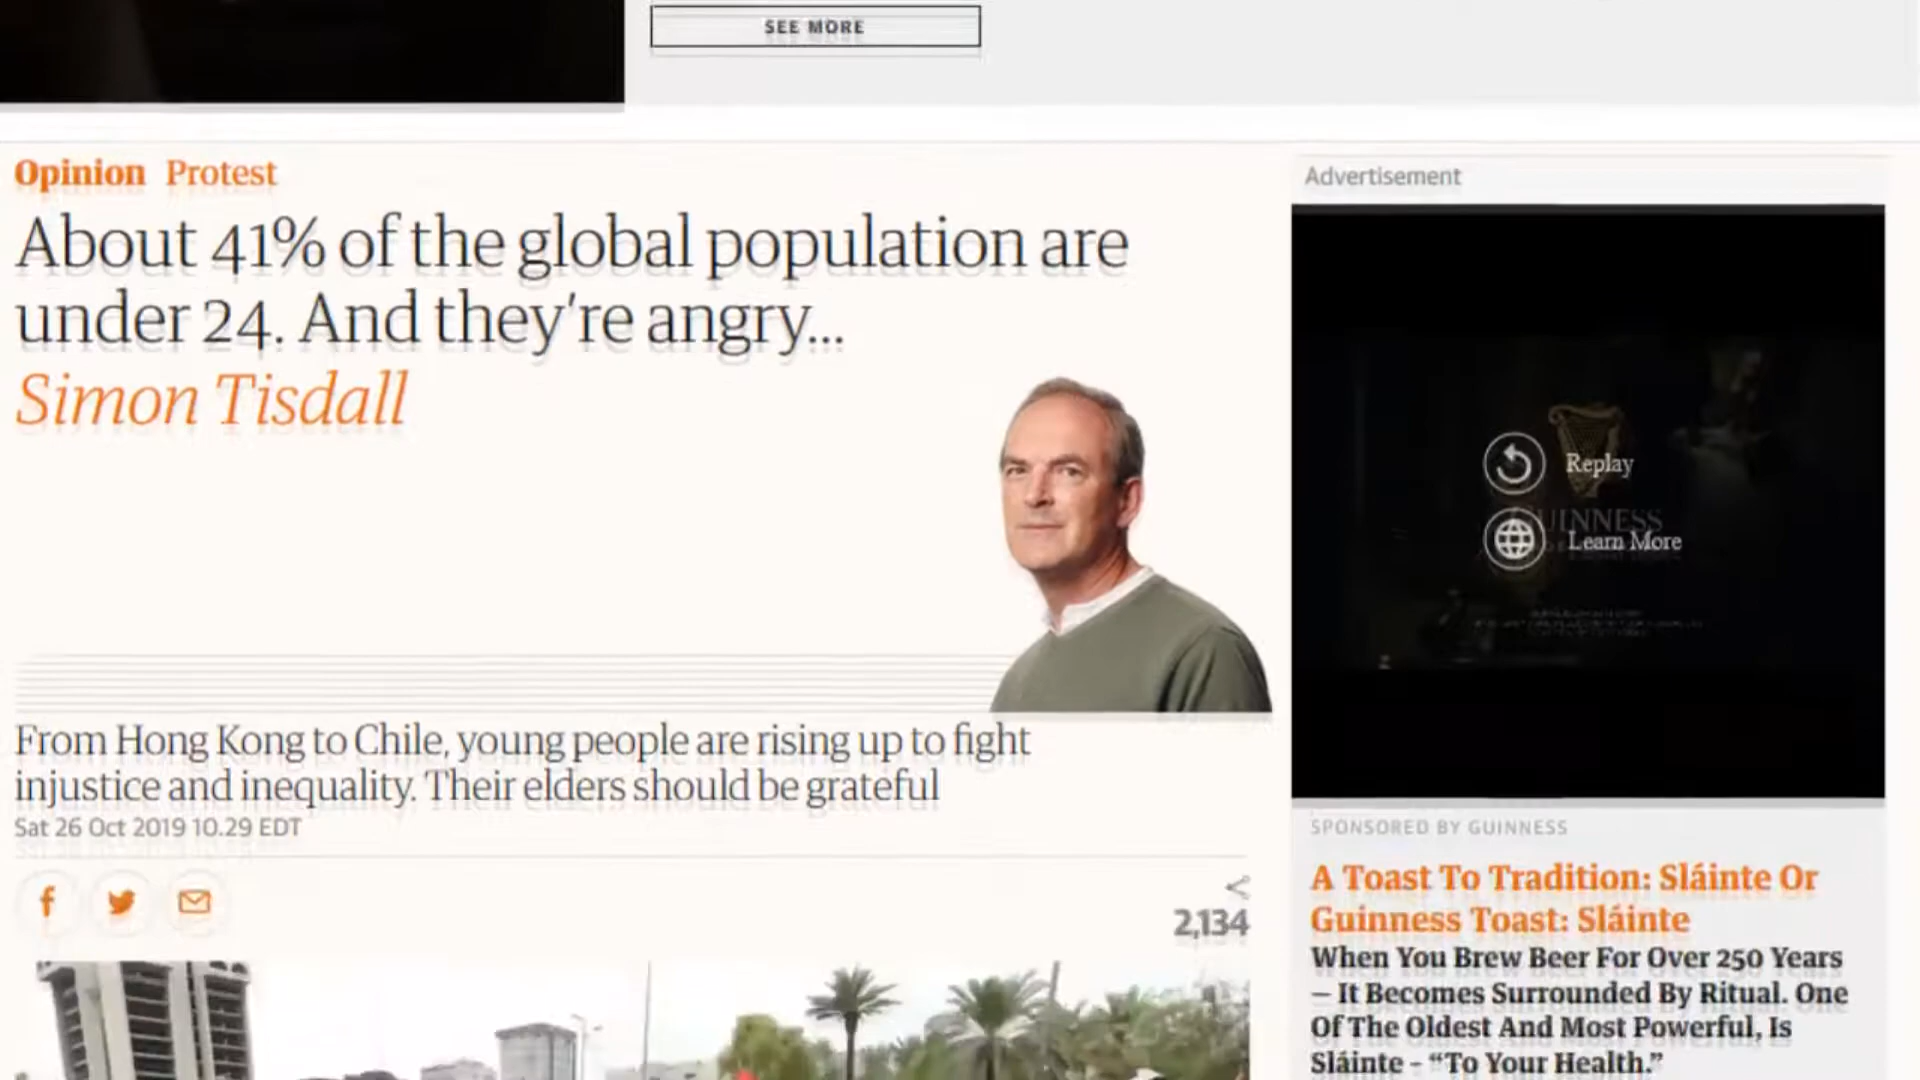 SEE MORE
Opinion Protest
About 41% of the global population are
under 24. And they're angry...
Simon Tisdall
From Hong Kong to Chile, young people are rising up to fight
injustice and inequality. Their elders should be grateful
Sat 26 Oct 2019 10.29 EDT
2,134
Advertisement
Replay
GUINNESS
Learn More
SPONSORED BY GUINNESS
A Toast To Tradition: Sláinte Or
Guinness Toast: Sláinte
When You Brew Beer For Over 250 Years
– It Becomes Surrounded By Ritual. One
Of The Oldest And Most Powerful, Is
Sláinte - “To Your Health.”